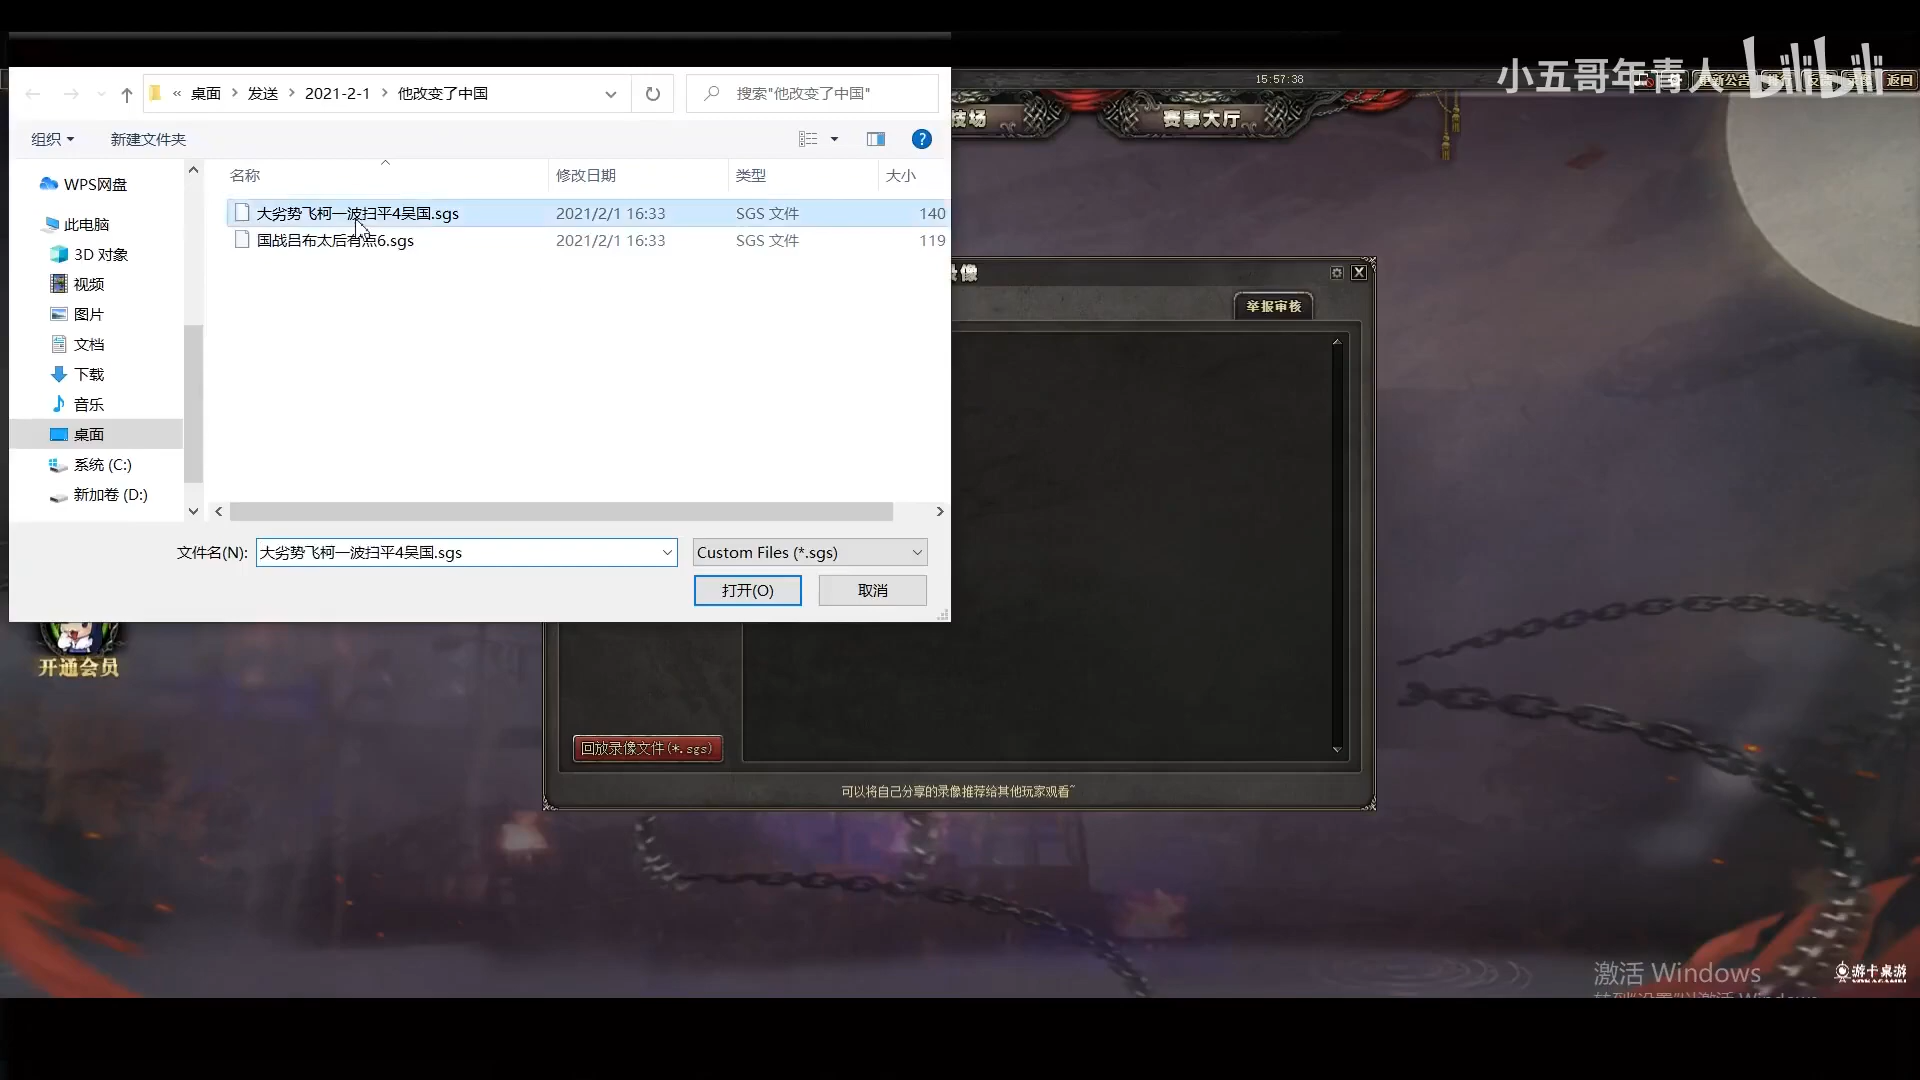 小五哥年青人 bilibili
15:57:38
返回
技场
赛事大厅
« 桌面 › 发送 › 2021-2-1 › 他改变了中国
搜索"他改变了中国"
组织
新建文件夹
名称
修改日期
类型
大小
WPS网盘
此电脑
3D 对象
视频
图片
文档
下载
音乐
桌面
系统 (C:)
新加卷 (D:)
大劣势飞柯一波扫平4吴国.sgs 2021/2/1 16:33 SGS 文件 140
国战吕布太后有点6.sgs 2021/2/1 16:33 SGS 文件 119
文件名(N):
大劣势飞柯一波扫平4吴国.sgs
Custom Files (*.sgs)
打开(O)
取消
录像
举报审核
开通会员
回放录像文件(*.sgs)
可以将自己分享的录像推荐给其他玩家观看~
激活 Windows
游卡桌游